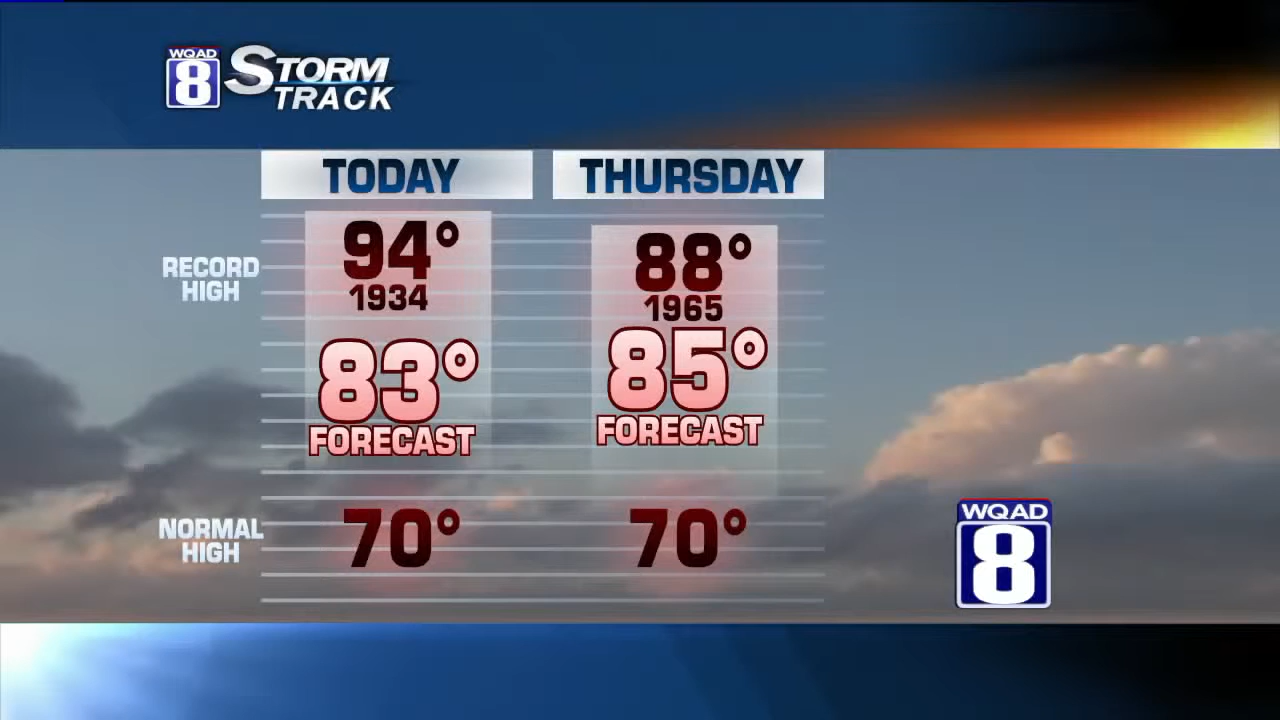 WQAD
8 STORM
TRACK
TODAY THURSDAY
RECORD
HIGH
94° 88°
1934 1965
83° 85°
FORECAST FORECAST
NORMAL
HIGH
70° 70°
WQAD
8